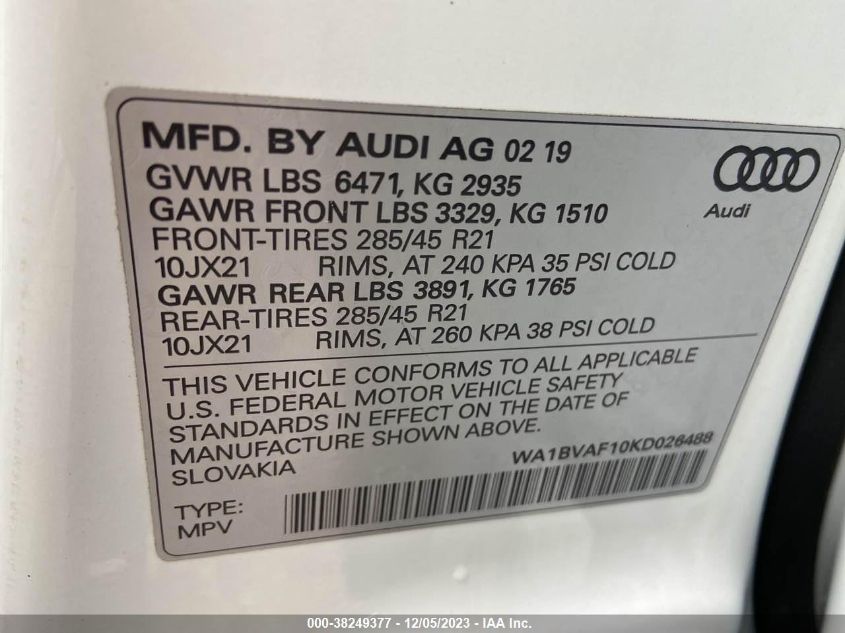 MFD. BY AUDI AG 02 19
GVWR LBS 6471, KG 2935
GAWR FRONT LBS 3329, KG 1510
FRONT-TIRES 285/45 R21
10JX21 RIMS, AT 240 KPA 35 PSI COLD
GAWR REAR LBS 3891, KG 1765
REAR-TIRES 285/45 R21
10JX21 RIMS, AT 260 KPA 38 PSI COLD
Audi
THIS VEHICLE CONFORMS TO ALL APPLICABLE
U.S. FEDERAL MOTOR VEHICLE SAFETY
STANDARDS IN EFFECT ON THE DATE OF
MANUFACTURE SHOWN ABOVE.
SLOVAKIA
WA1BVAF10KD026488
TYPE:
MPV
000-38249377 - 12/05/2023 - IAA Inc.